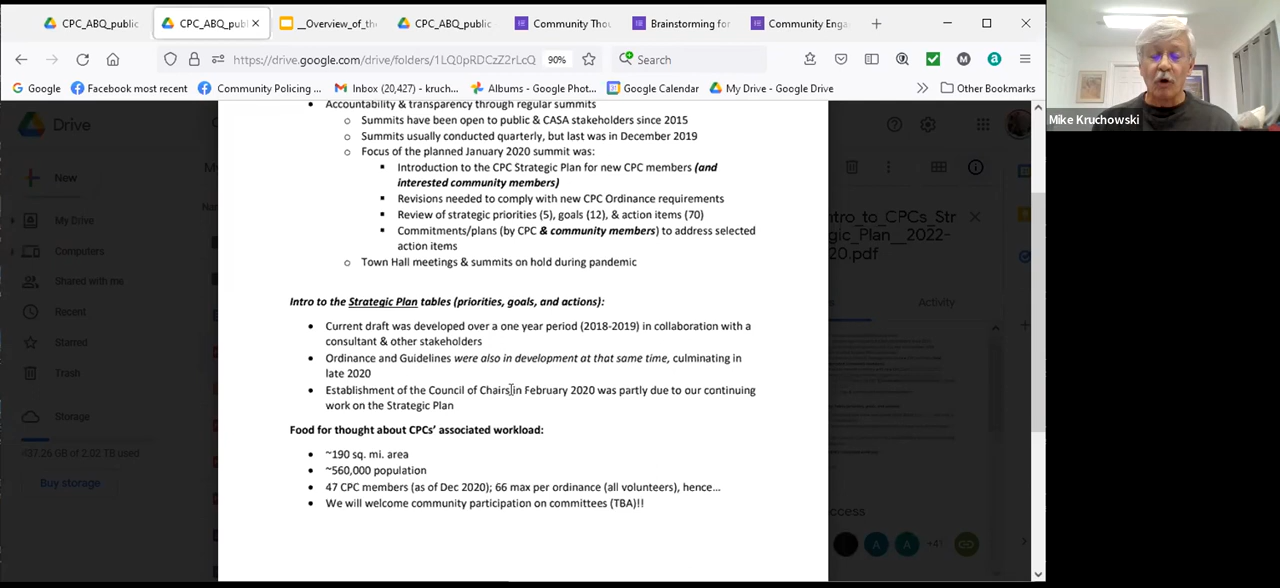 CPC_ABQ_public
CPC_ABQ_publ
__Overview_of_the
CPC_ABQ_public
Community Thou
Brainstorming for
Community Enga
https://drive.google.com/drive/folders/1LQ0pRDCzZ2rLcQ
90%
Search
Google
Facebook most recent
Community Policing ...
Inbox (20,427) - kruch...
Albums - Google Phot...
Google Calendar
My Drive - Google Drive
Other Bookmarks
Mike Kruchowski
Drive
New
My Drive
Computers
Shared with me
Recent
Starred
Trash
Storage
37.26 GB of 2.02 TB used
Buy storage
• Accountability & transparency through regular summits
o Summits have been open to public & CASA stakeholders since 2015
o Summits usually conducted quarterly, but last was in December 2019
o Focus of the planned January 2020 summit was:
▪ Introduction to the CPC Strategic Plan for new CPC members (and
interested community members)
▪ Revisions needed to comply with new CPC Ordinance requirements
▪ Review of strategic priorities (5), goals (12), & action items (70)
▪ Commitments/plans (by CPC & community members) to address selected
action items
o Town Hall meetings & summits on hold during pandemic
Intro to the Strategic Plan tables (priorities, goals, and actions):
• Current draft was developed over a one year period (2018-2019) in collaboration with a
consultant & other stakeholders
• Ordinance and Guidelines were also in development at that same time, culminating in
late 2020
• Establishment of the Council of Chairs in February 2020 was partly due to our continuing
work on the Strategic Plan
Food for thought about CPCs' associated workload:
• ~190 sq. mi. area
• ~560,000 population
• 47 CPC members (as of Dec 2020); 66 max per ordinance (all volunteers), hence...
• We will welcome community participation on committees (TBA)!!
Activity